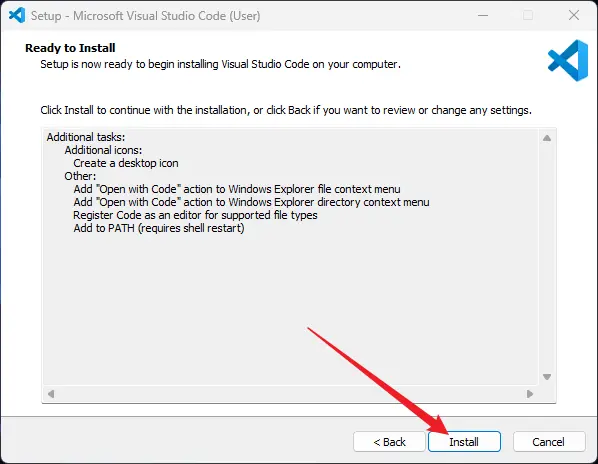 Setup - Microsoft Visual Studio Code (User)
Ready to Install
Setup is now ready to begin installing Visual Studio Code on your computer.
Click Install to continue with the installation, or click Back if you want to review or change any settings.
Additional tasks:
Additional icons:
Create a desktop icon
Other:
Add "Open with Code" action to Windows Explorer file context menu
Add "Open with Code" action to Windows Explorer directory context menu
Register Code as an editor for supported file types
Add to PATH (requires shell restart)
< Back
Install
Cancel